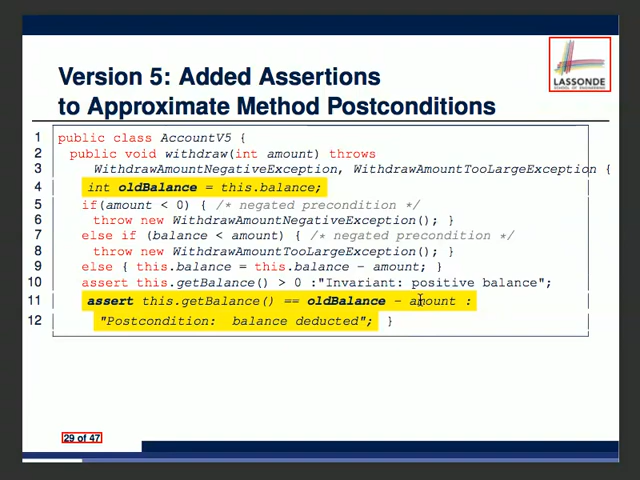 LASSONDE
SCHOOL OF ENGINEERING
Version 5: Added Assertions
to Approximate Method Postconditions
1 public class AccountV5 {
2 public void withdraw(int amount) throws
3 WithdrawAmountNegativeException, WithdrawAmountTooLargeException {
4 int oldBalance = this.balance;
5 if(amount < 0) { /* negated precondition */
6 throw new WithdrawAmountNegativeException(); }
7 else if (balance < amount) { /* negated precondition */
8 throw new WithdrawAmountTooLargeException(); }
9 else { this.balance = this.balance - amount; }
10 assert this.getBalance() > 0 :"Invariant: positive balance";
11 assert this.getBalance() == oldBalance - amount :
12 "Postcondition: balance deducted"; }
29 of 47